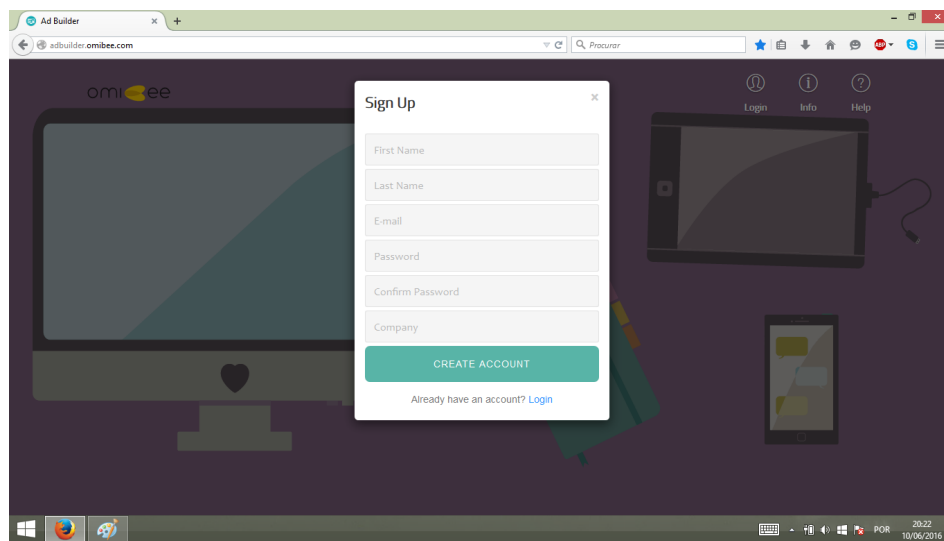 Ad Builder
adbuilder.omibee.com
Procurar
ABP
omibee
Login
Info
Help
Sign Up
First Name
Last Name
E-mail
Password
Confirm Password
Company
CREATE ACCOUNT
Already have an account? Login
POR
20:22
10/06/2016